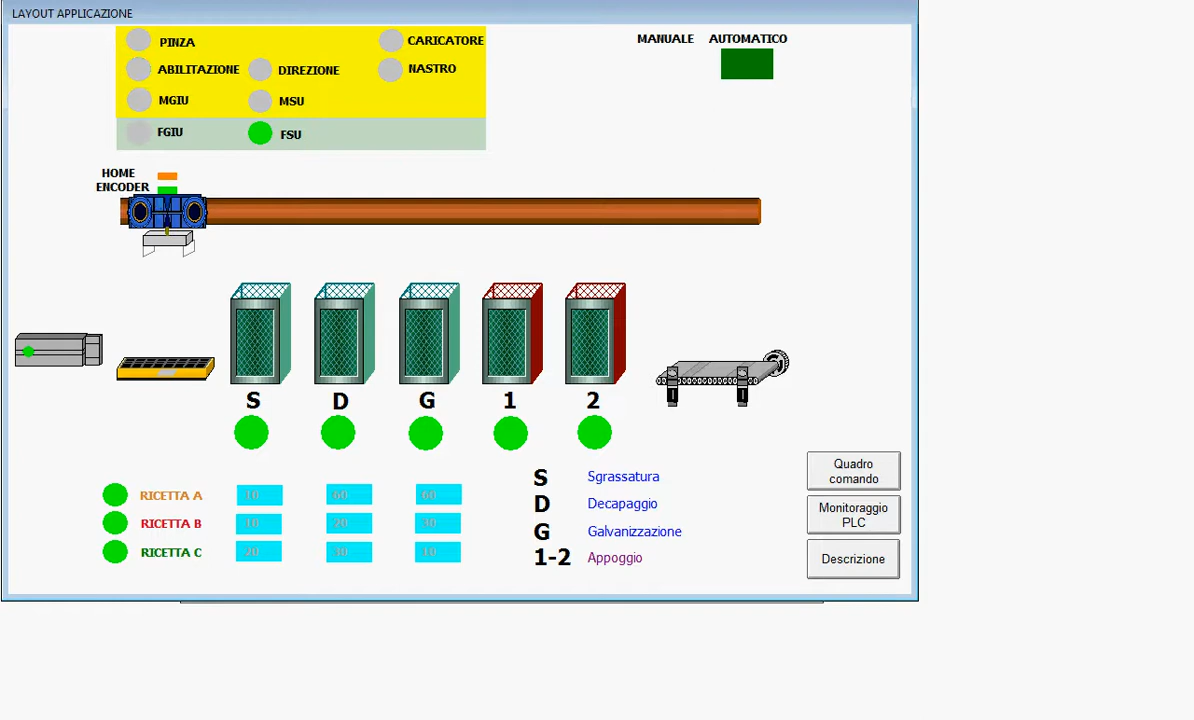 LAYOUT APPLICAZIONE
PINZA
CARICATORE
MANUALE AUTOMATICO
ABILITAZIONE
DIREZIONE
NASTRO
MGIU
MSU
FGIU
FSU
HOME
ENCODER
S D G 1 2
RICETTA A 10 60 60
RICETTA B 10 20 30
RICETTA C 20 30 10
S Sgrassatura
D Decapaggio
G Galvanizzazione
1-2 Appoggio
Quadro
comando
Monitoraggio
PLC
Descrizione